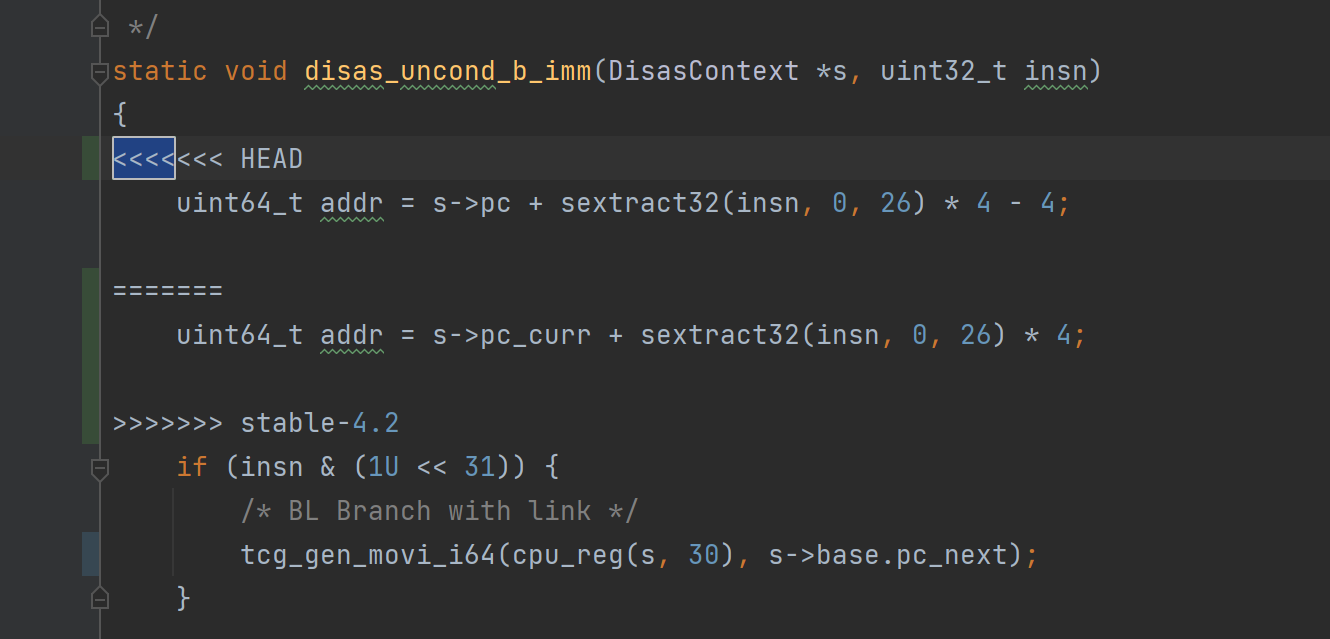 */
static void disas_uncond_b_imm(DisasContext *s, uint32_t insn)
{
<<<<<<< HEAD
    uint64_t addr = s->pc + sextract32(insn, 0, 26) * 4 - 4;

=======
    uint64_t addr = s->pc_curr + sextract32(insn, 0, 26) * 4;

>>>>>>> stable-4.2
    if (insn & (1U << 31)) {
        /* BL Branch with link */
        tcg_gen_movi_i64(cpu_reg(s, 30), s->base.pc_next);
    }